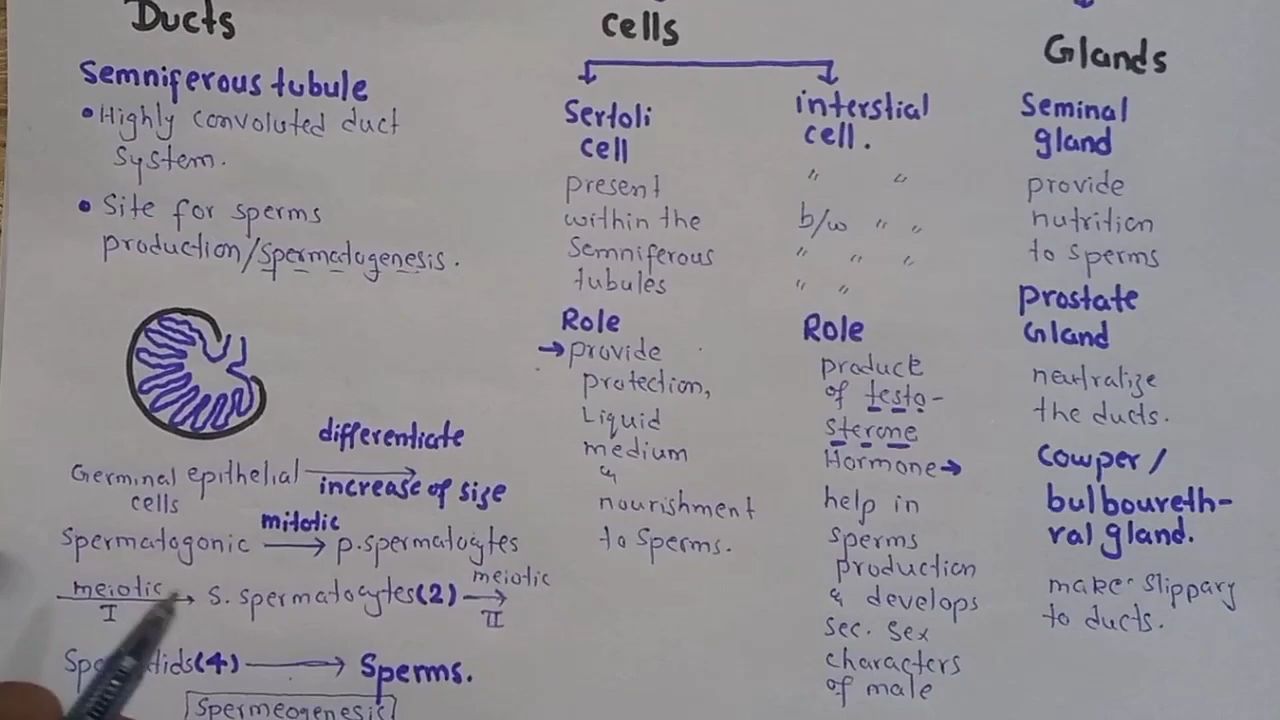 Ducts
Semniferous tubule
• Highly convoluted duct
system.
• Site for sperms
production/spermatogenesis.
differentiate
Germinal epithelial ⟶
cells
increase of size
mitotic
Spermatogonic ⟶ p.spermatocytes
meiotic I ⟶ s. spermatocytes(2) meiotic II ⟶
(4) ⟶ Sperms.
Spermeogenesis
Cells
Sertoli
cell
present
within the
Semniferous
tubules
Role
→ provide
protection,
Liquid
medium
&
nourishment
to sperms.
interstial
cell.
" "
b/w " "
" " "
" "
Role
product
of testo-
sterone
Hormone→
help in
sperms
production
& develops
sec. sex
characters
of male
Glands
Seminal
gland
provide
nutrition
to sperms
prostate
Gland
neutralize
the ducts.
cowper/
bulboureth-
ral gland.
make slippary
to ducts.